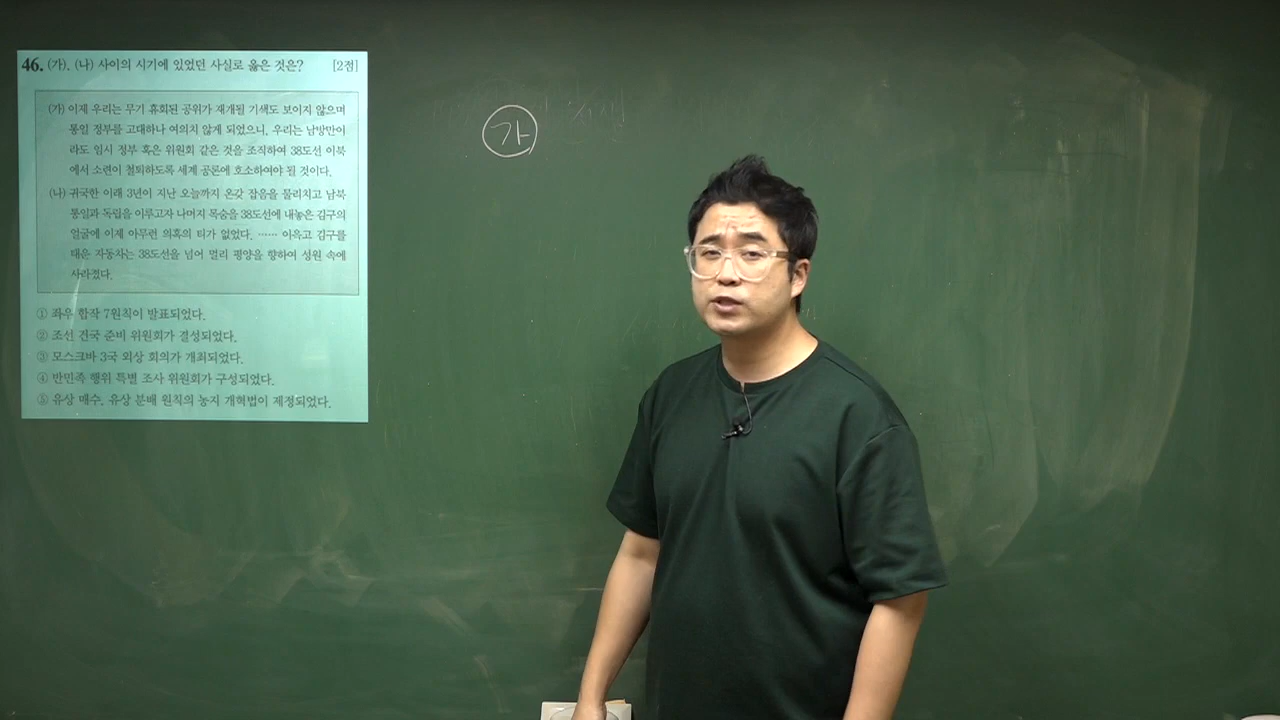 46. (가), (나) 사이의 시기에 있었던 사실로 옳은 것은? [2점]
(가) 이제 우리는 무기 휴회된 공위가 재개될 기색도 보이지 않으며
통일 정부를 고대하나 여의치 않게 되었으니, 우리는 남방만이
라도 임시 정부 혹은 위원회 같은 것을 조직하여 38도선 이북
에서 소련이 철퇴하도록 세계 공론에 호소하여야 될 것이다.
(나) 귀국한 이래 3년이 지난 오늘까지 온갖 잡음을 물리치고 남북
통일과 독립을 이루고자 나머지 목숨을 38도선에 내놓은 김구의
얼굴에 이제 아무런 의혹의 티가 없었다. …… 이윽고 김구를
태운 자동차는 38도선을 넘어 멀리 평양을 향하여 성원 속에
사라졌다.
① 좌우 합작 7원칙이 발표되었다.
② 조선 건국 준비 위원회가 결성되었다.
③ 모스크바 3국 외상 회의가 개최되었다.
④ 반민족 행위 특별 조사 위원회가 구성되었다.
⑤ 유상 매수, 유상 분배 원칙의 농지 개혁법이 제정되었다.
가